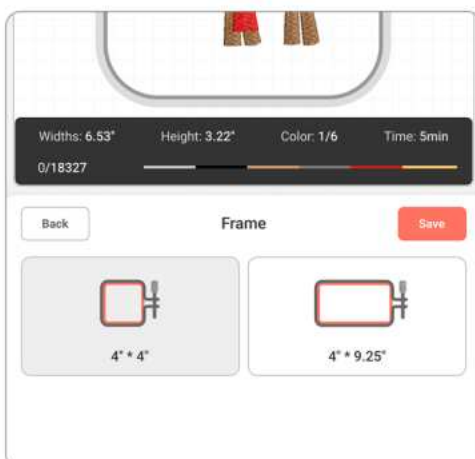 Widths: 6.53" Height: 3.22" Color: 1/6 Time: 5min
0/18327
Back Frame Save
4" * 4" 4" * 9.25"